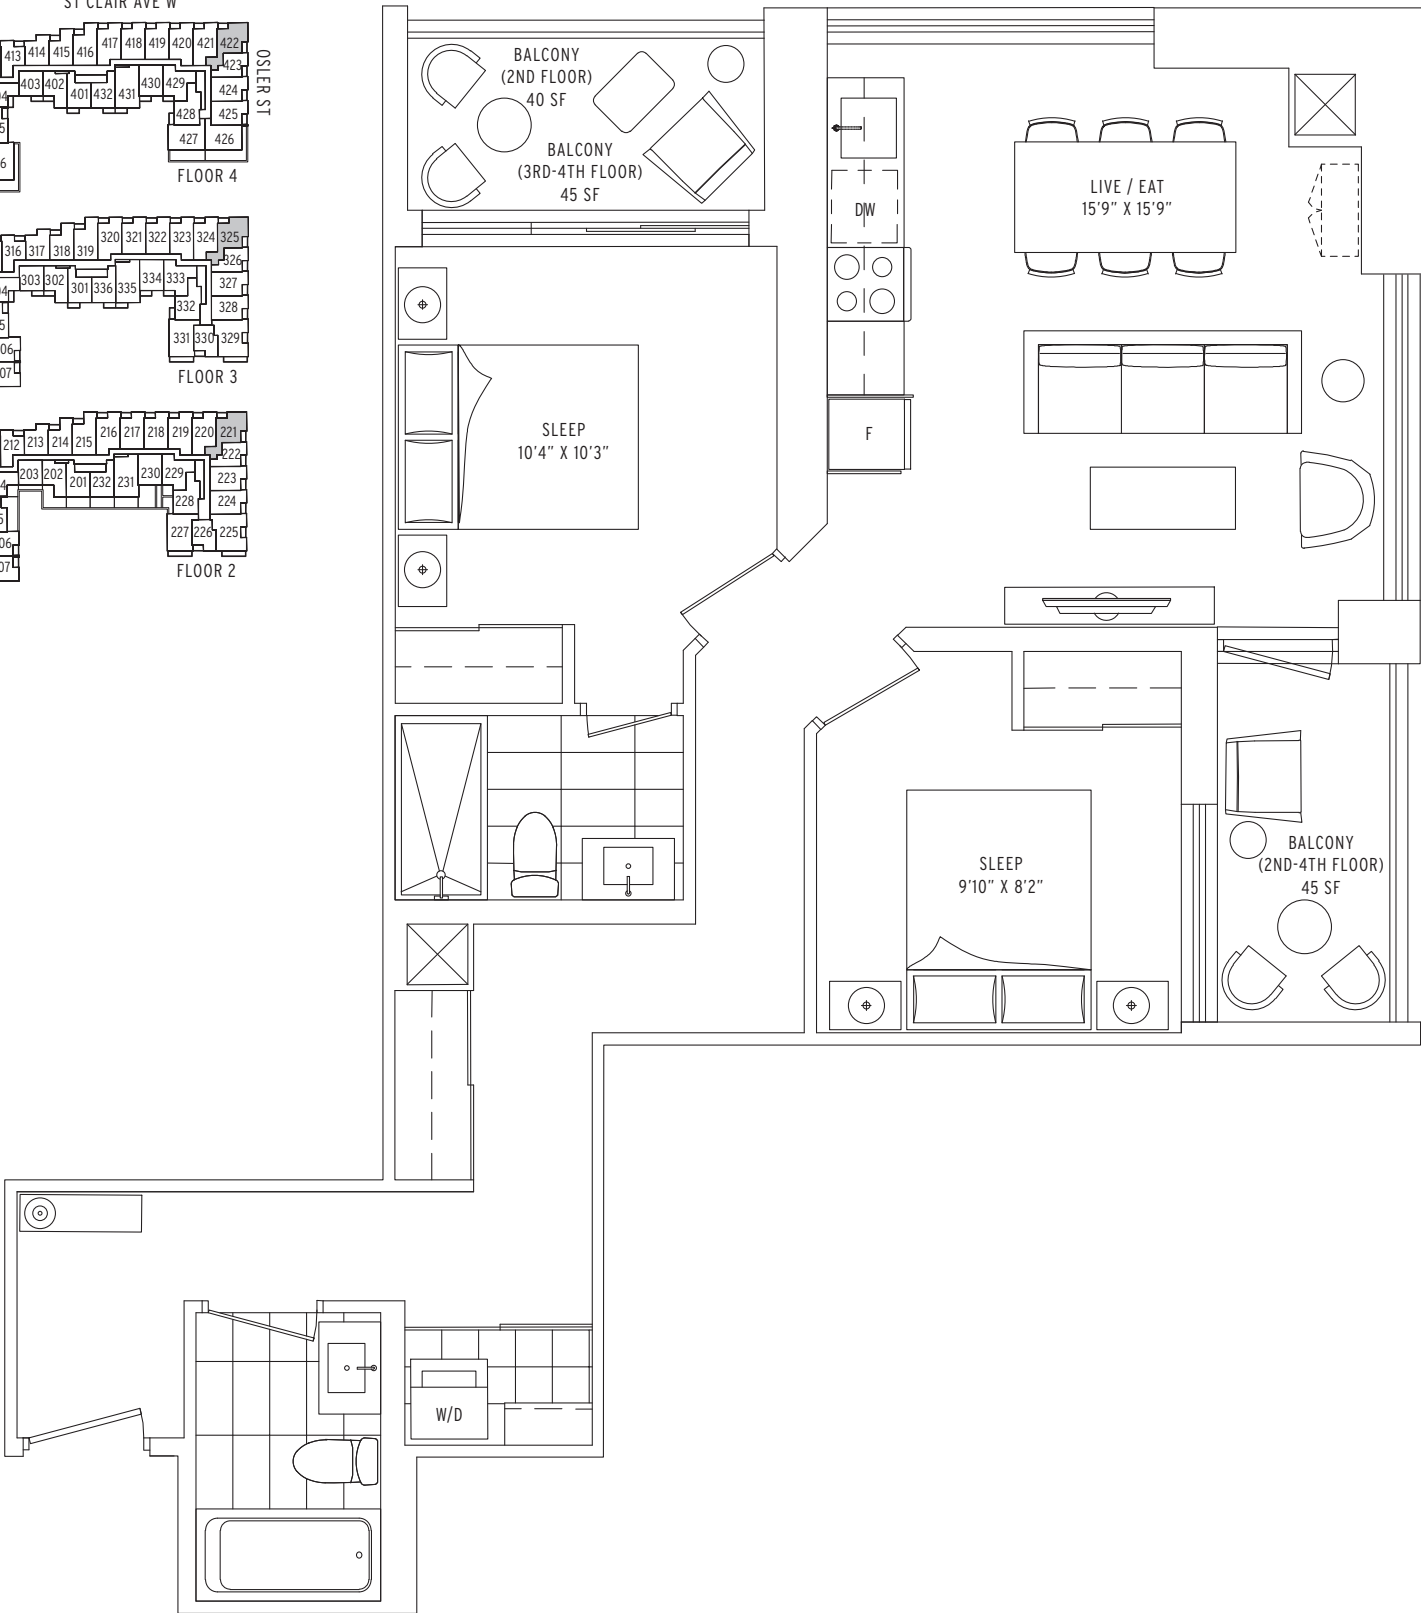 ST CLAIR AVE W
413 414 415 416 417 418 419 420 421 422
423
403 402 401 432 431 430 429 424
428 425
427 426
OSLER ST
FLOOR 4
316 317 318 319 320 321 322 323 324 325
326
303 302 301 336 335 334 333 327
332 328
331 330 329
FLOOR 3
212 213 214 215 216 217 218 219 220 221
222
203 202 201 232 231 230 229 223
228 224
227 226 225
FLOOR 2
BALCONY
(2ND FLOOR)
40 SF
BALCONY
(3RD-4TH FLOOR)
45 SF
DW
F
LIVE / EAT
15'9" X 15'9"
SLEEP
10'4" X 10'3"
SLEEP
9'10" X 8'2"
BALCONY
(2ND-4TH FLOOR)
45 SF
W/D